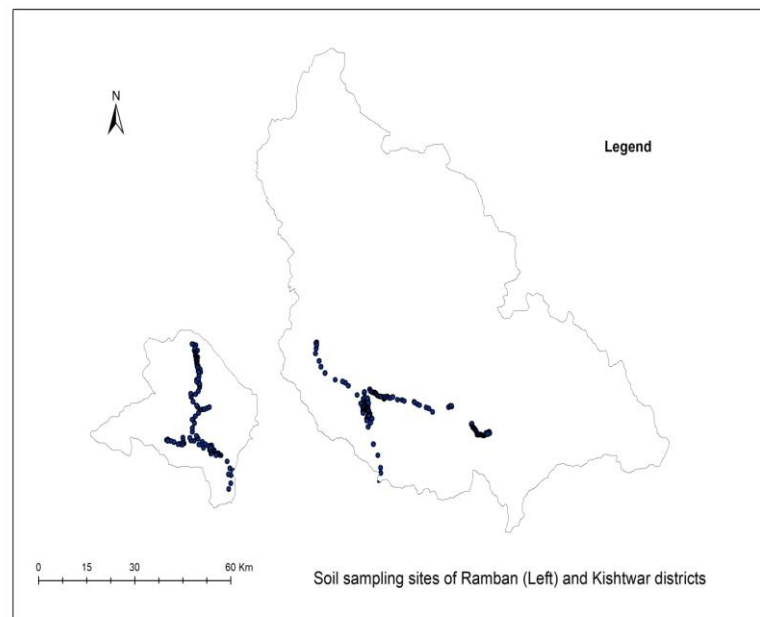 N
Legend
0 15 30 60 Km
Soil sampling sites of Ramban (Left) and Kishtwar districts